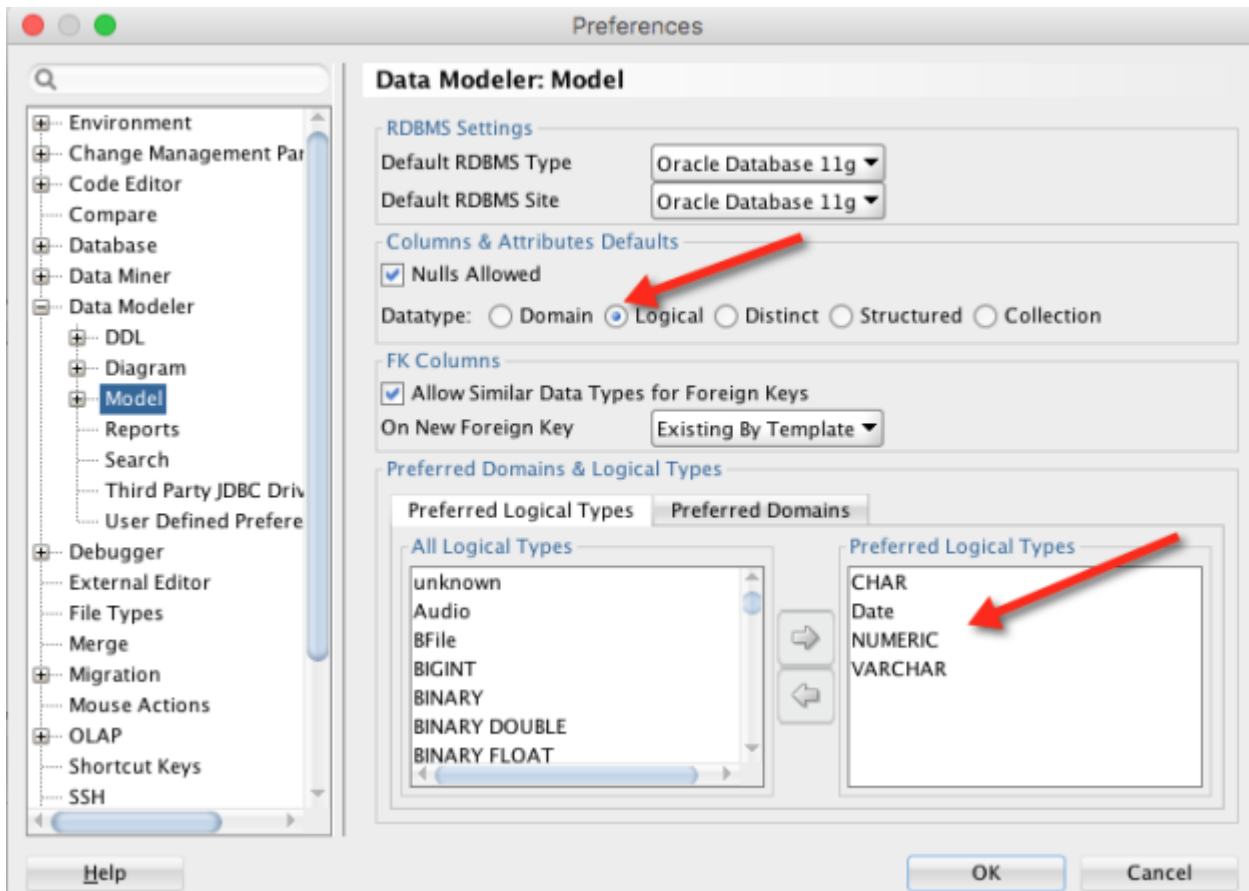 Preferences
Environment
Change Management Par
Code Editor
Compare
Database
Data Miner
Data Modeler
DDL
Diagram
Model
Reports
Search
Third Party JDBC Driv
User Defined Prefere
Debugger
External Editor
File Types
Merge
Migration
Mouse Actions
OLAP
Shortcut Keys
SSH
Data Modeler: Model
RDBMS Settings
Default RDBMS Type Oracle Database 11g
Default RDBMS Site Oracle Database 11g
Columns & Attributes Defaults
Nulls Allowed
Datatype: Domain Logical Distinct Structured Collection
FK Columns
Allow Similar Data Types for Foreign Keys
On New Foreign Key Existing By Template
Preferred Domains & Logical Types
Preferred Logical Types Preferred Domains
All Logical Types
unknown
Audio
BFile
BIGINT
BINARY
BINARY DOUBLE
BINARY FLOAT
Preferred Logical Types
CHAR
Date
NUMERIC
VARCHAR
Help OK Cancel